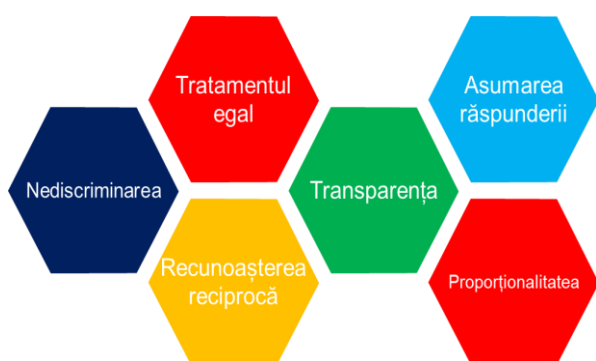 Tratamentul
egal
Asumarea
răspunderii
Nediscriminarea
Transparența
Recunoașterea
reciprocă
Proporționalitatea